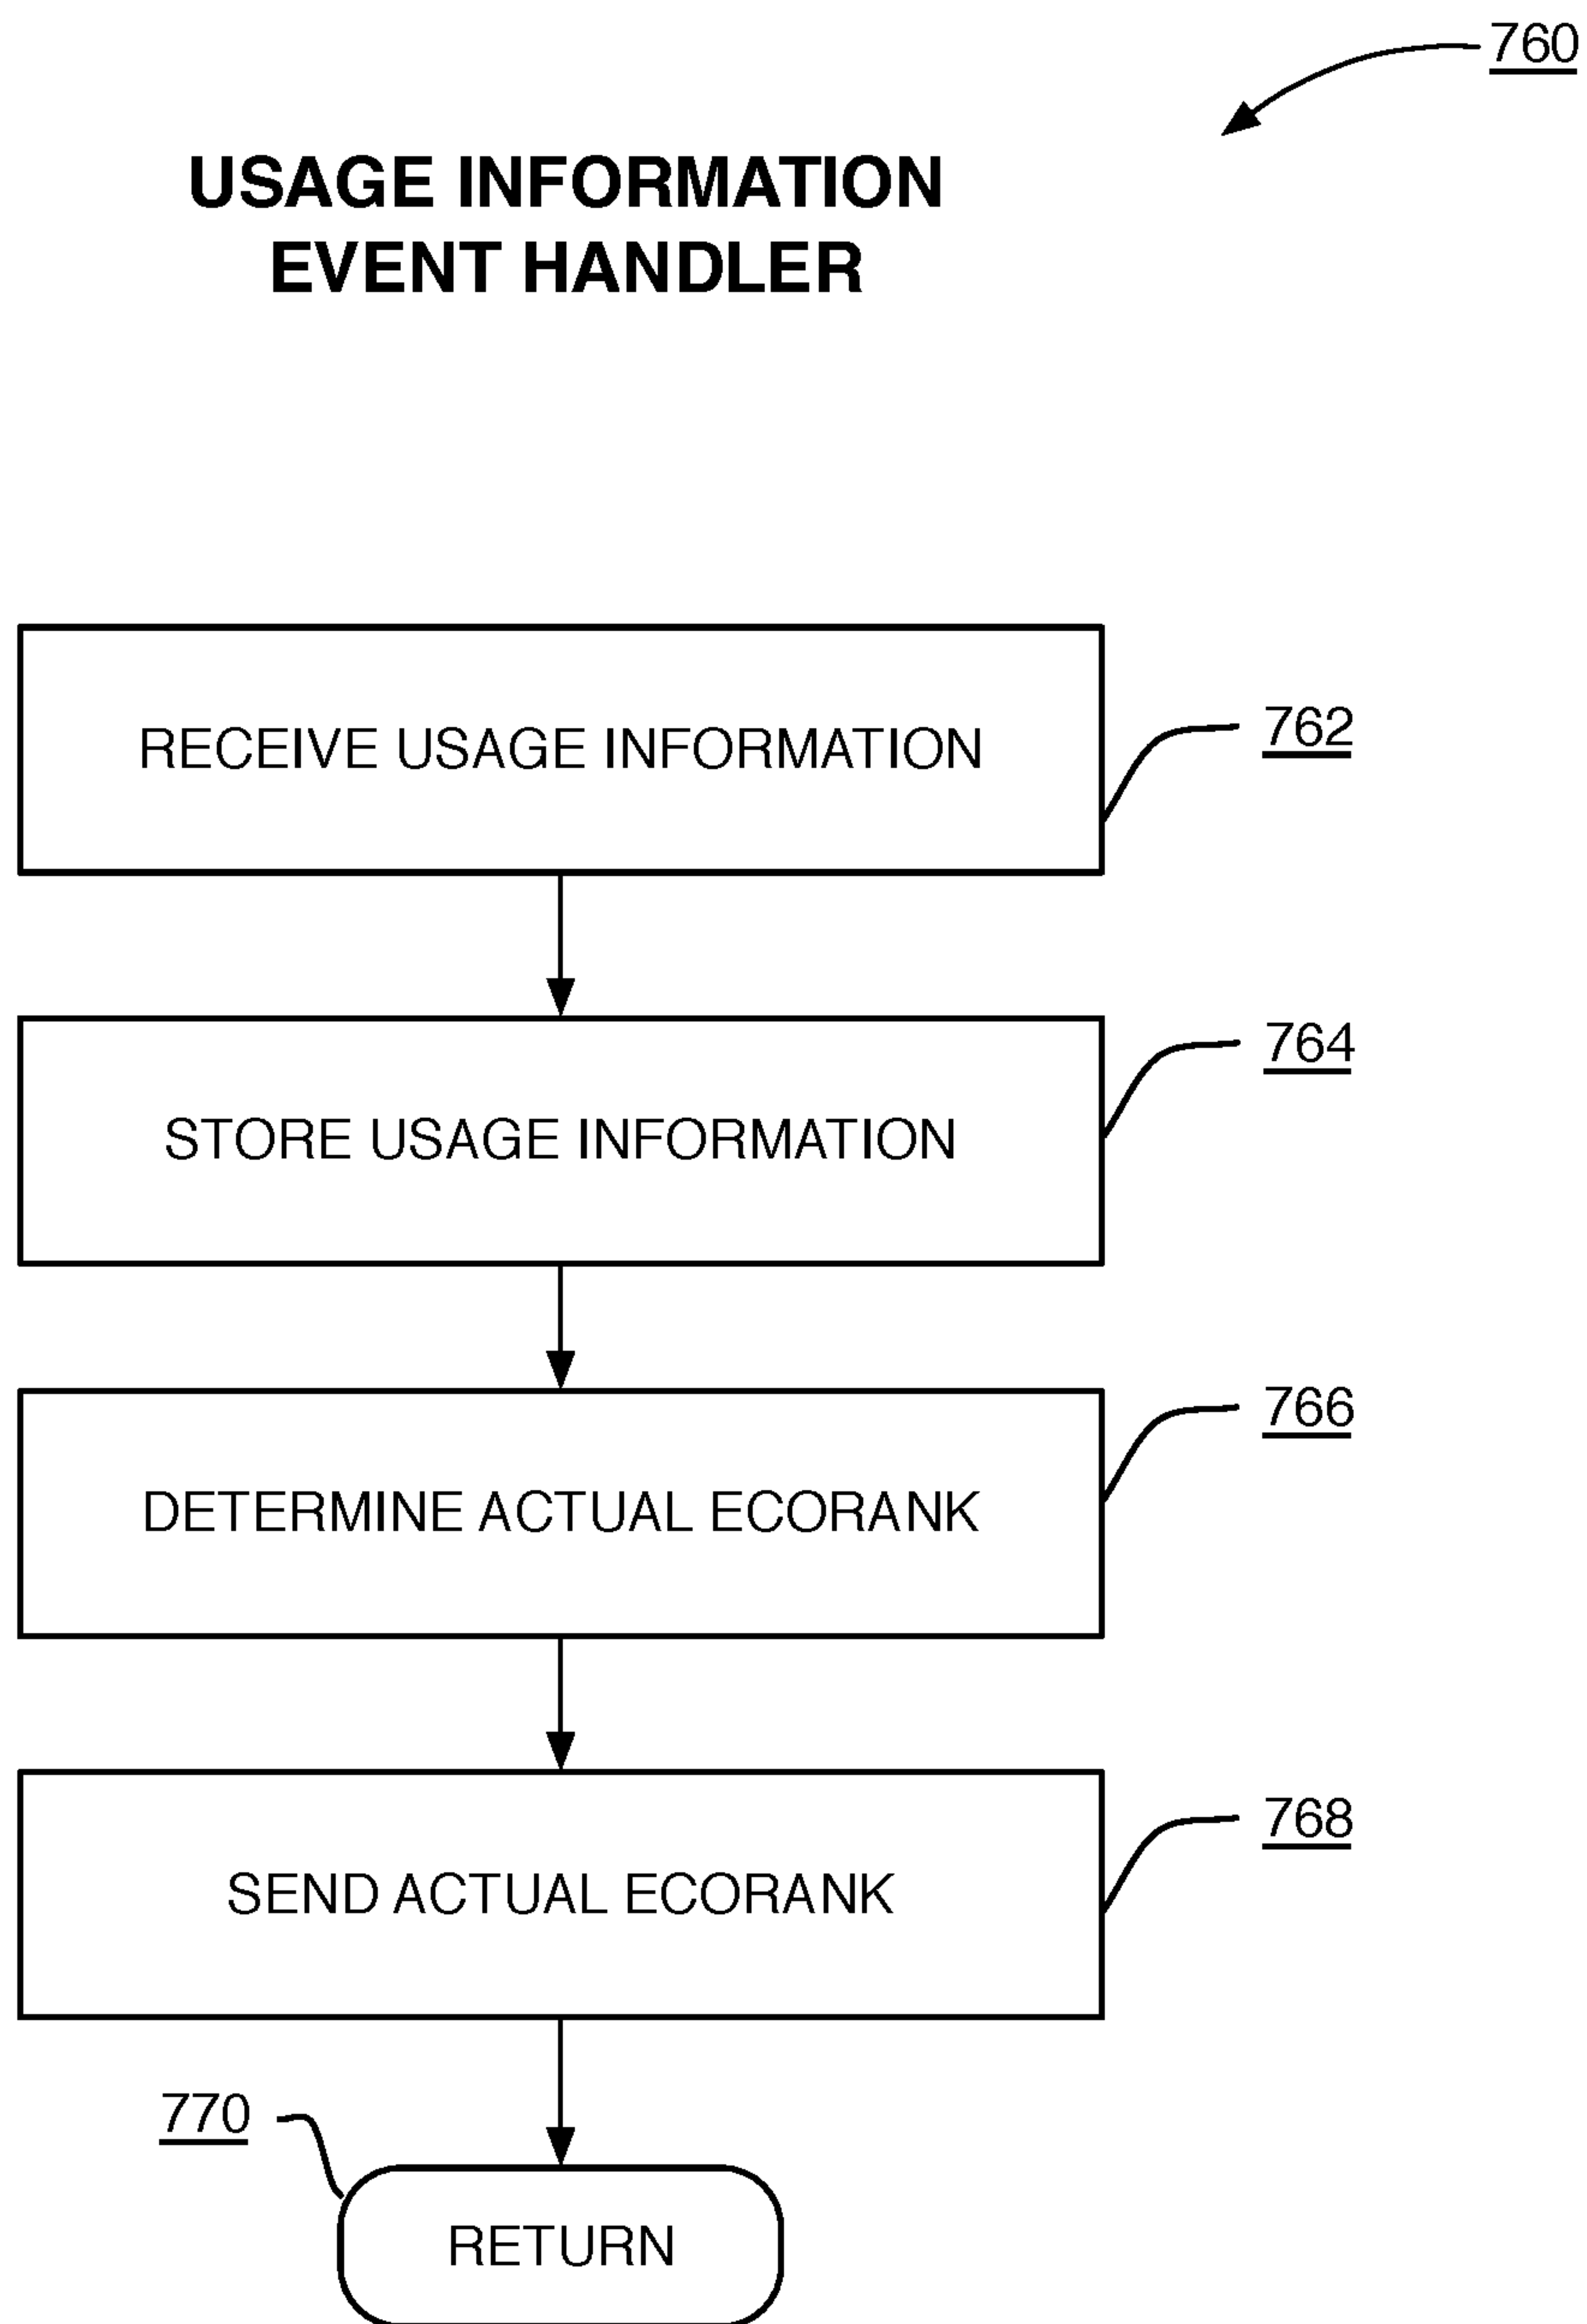 760
USAGE INFORMATION
EVENT HANDLER
RECEIVE USAGE INFORMATION
762
STORE USAGE INFORMATION
764
DETERMINE ACTUAL ECORANK
766
SEND ACTUAL ECORANK
768
770
RETURN